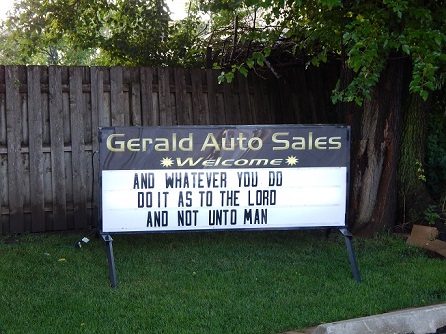 Gerald Auto Sales
Welcome
AND WHATEVER YOU DO
DO IT AS TO THE LORD
AND NOT UNTO MAN